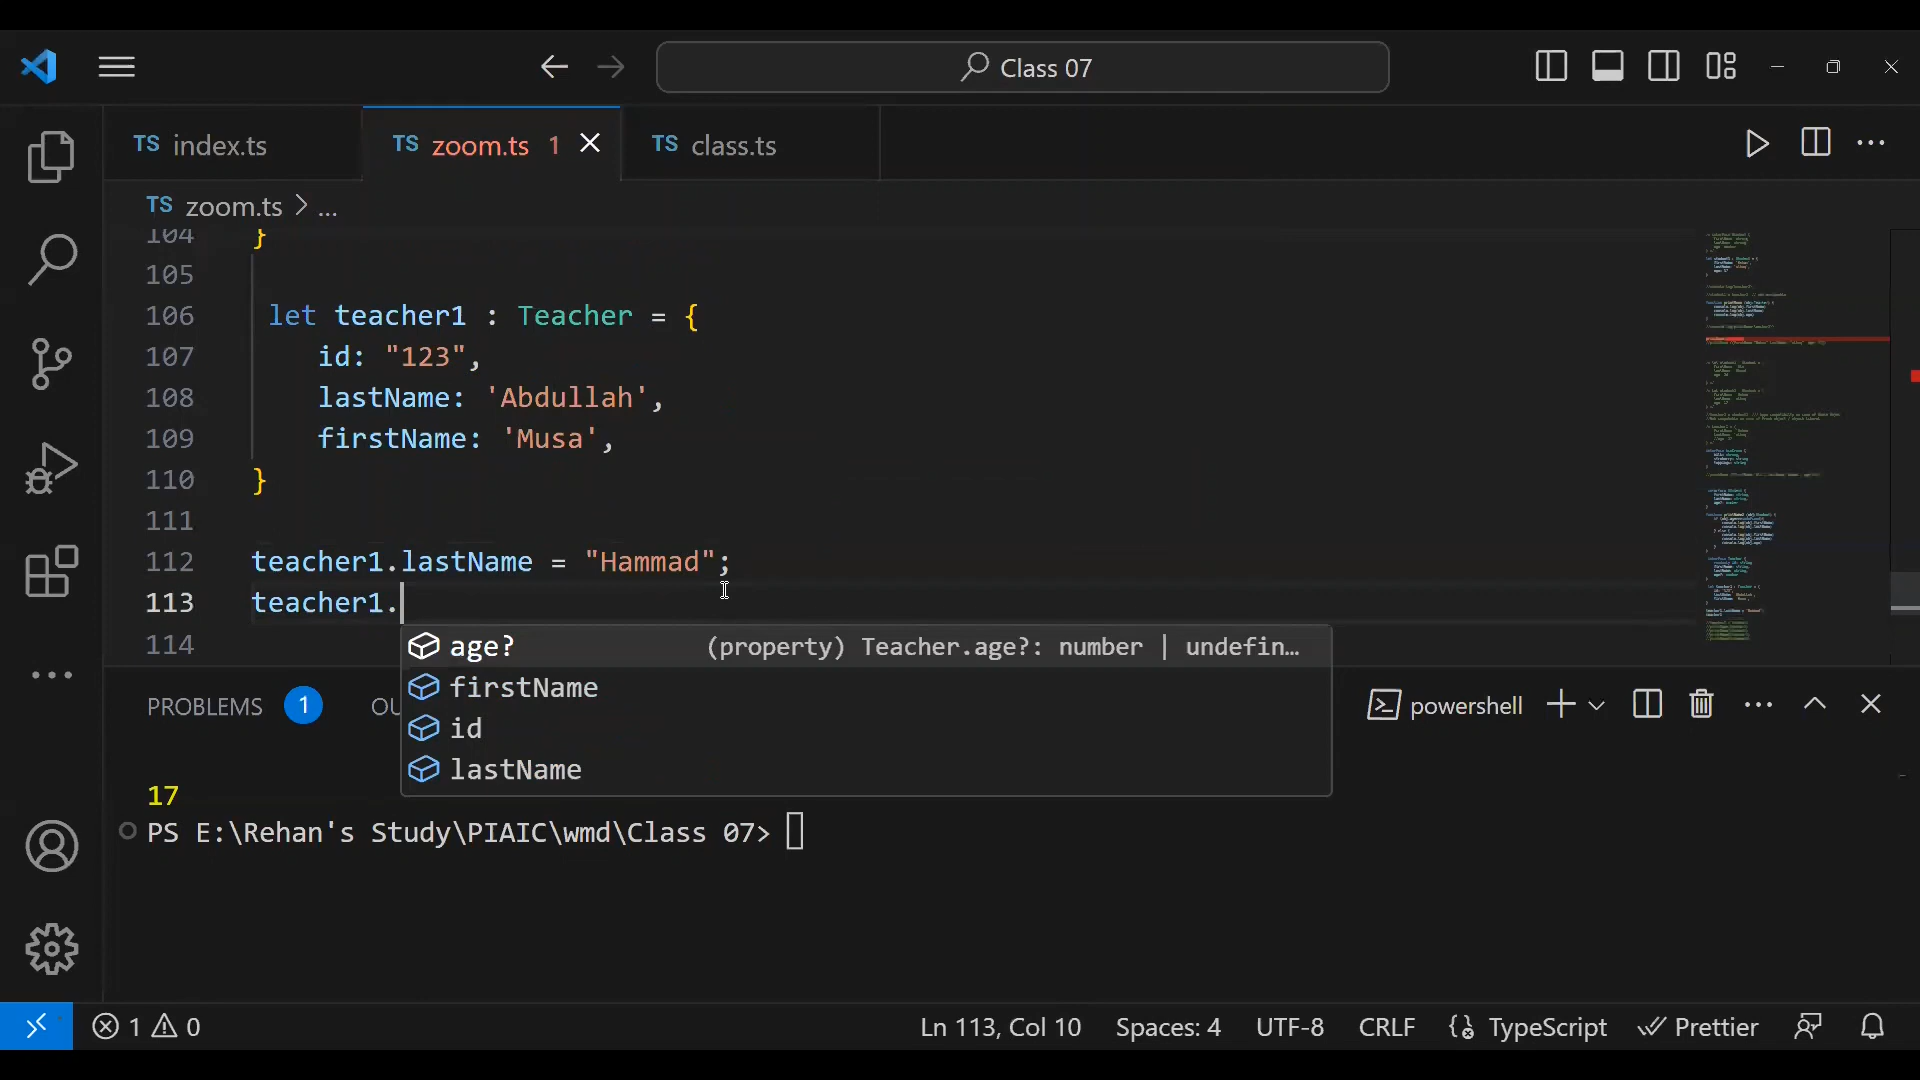 Class 07
TS index.ts
TS zoom.ts 1
TS class.ts
TS zoom.ts > ...
104 }
105
106 let teacher1 : Teacher = {
107 id: "123",
108 lastName: 'Abdullah',
109 firstName: 'Musa',
110 }
111
112 teacher1.lastName = "Hammad";
113 teacher1.
114
age? (property) Teacher.age?: number | undefin...
firstName
id
lastName
PROBLEMS 1 OU
powershell
17
PS E:\Rehan's Study\PIAIC\wmd\Class 07>
1 0 Ln 113, Col 10 Spaces: 4 UTF-8 CRLF TypeScript Prettier